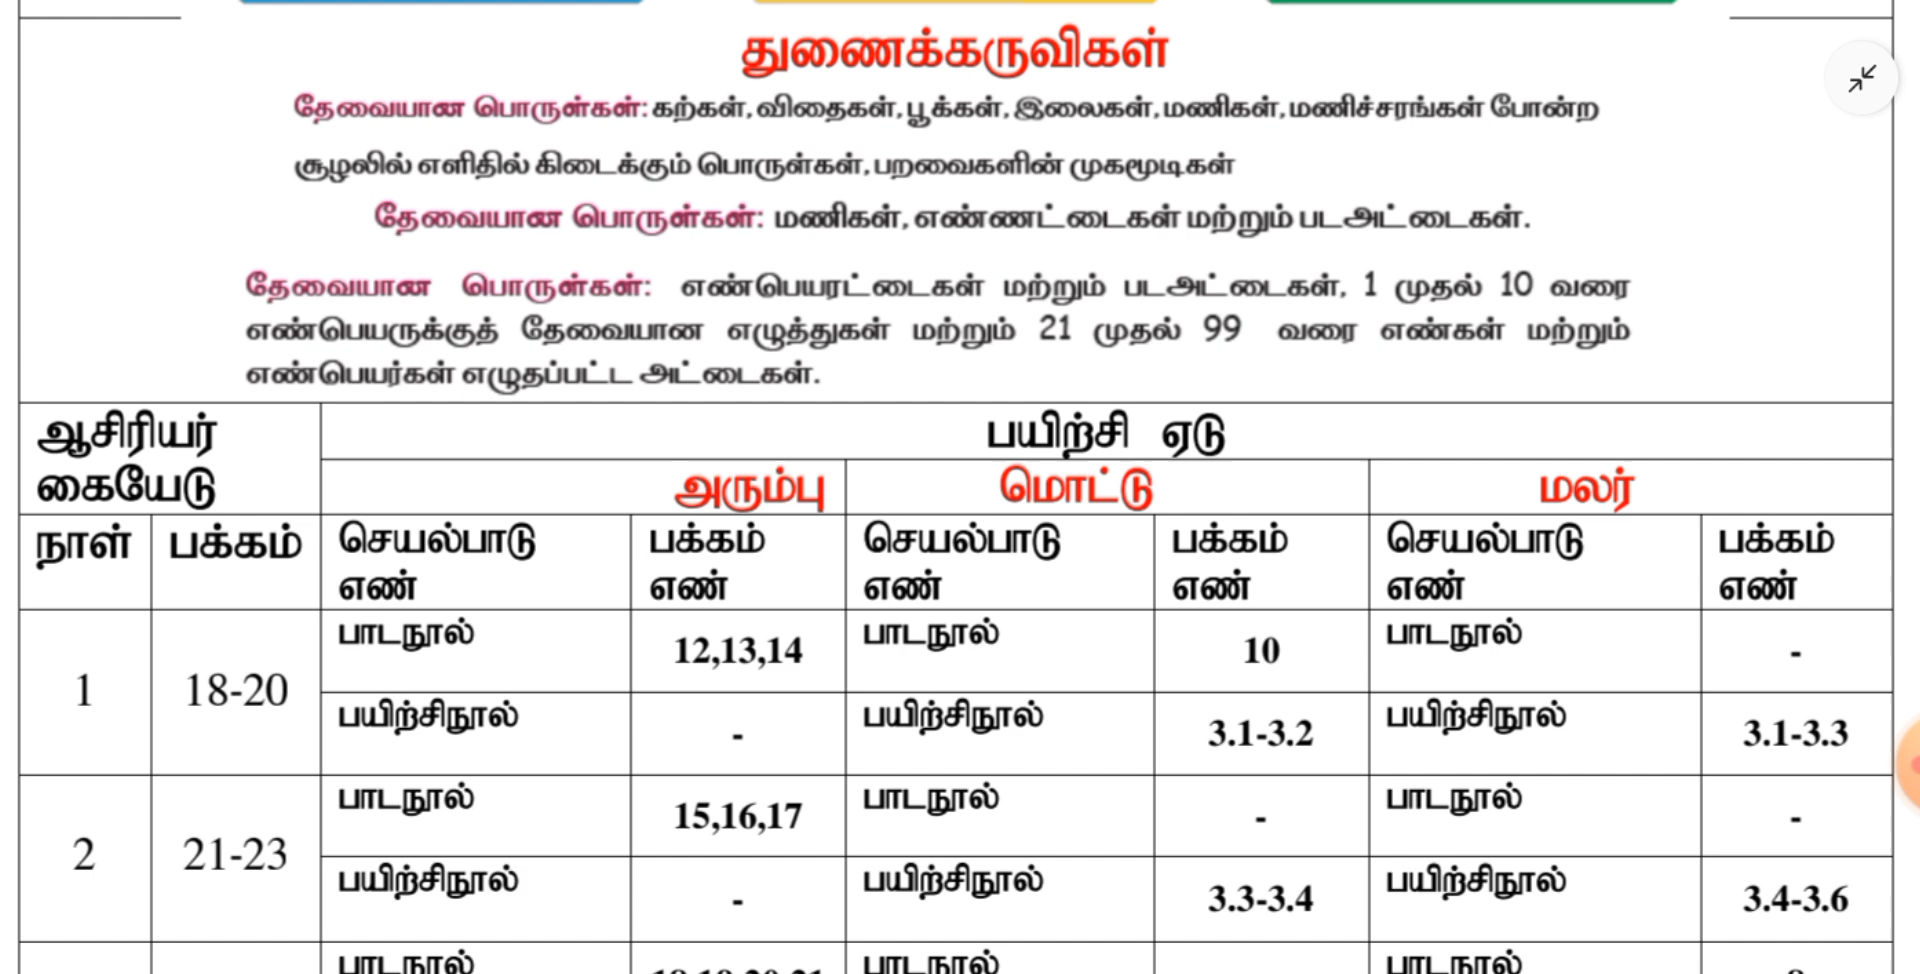 துணைக்கருவிகள்
தேவையான பொருள்கள்: கற்கள், விதைகள், பூக்கள், இலைகள், மணிகள், மணிச்சரங்கள் போன்ற
சூழலில் எளிதில் கிடைக்கும் பொருள்கள், பறவைகளின் முகமூடிகள்
தேவையான பொருள்கள்: மணிகள், எண்ணட்டைகள் மற்றும் படஅட்டைகள்.
தேவையான பொருள்கள்: எண்பெயரட்டைகள் மற்றும் படஅட்டைகள், 1 முதல் 10 வரை
எண்பெயருக்குத் தேவையான எழுத்துகள் மற்றும் 21 முதல் 99 வரை எண்கள் மற்றும்
எண்பெயர்கள் எழுதப்பட்ட அட்டைகள்.
ஆசிரியர் கையேடு பயிற்சி ஏடு
அரும்பு மொட்டு மலர்
நாள் பக்கம் செயல்பாடு எண் பக்கம் எண் செயல்பாடு எண் பக்கம் எண் செயல்பாடு எண் பக்கம் எண்
1 18-20 பாடநூல் 12,13,14 பாடநூல் 10 பாடநூல் -
பயிற்சிநூல் - பயிற்சிநூல் 3.1-3.2 பயிற்சிநூல் 3.1-3.3
2 21-23 பாடநூல் 15,16,17 பாடநூல் - பாடநூல் -
பயிற்சிநூல் - பயிற்சிநூல் 3.3-3.4 பயிற்சிநூல் 3.4-3.6
பாடநூல் பாடநூல் பாடநூல்